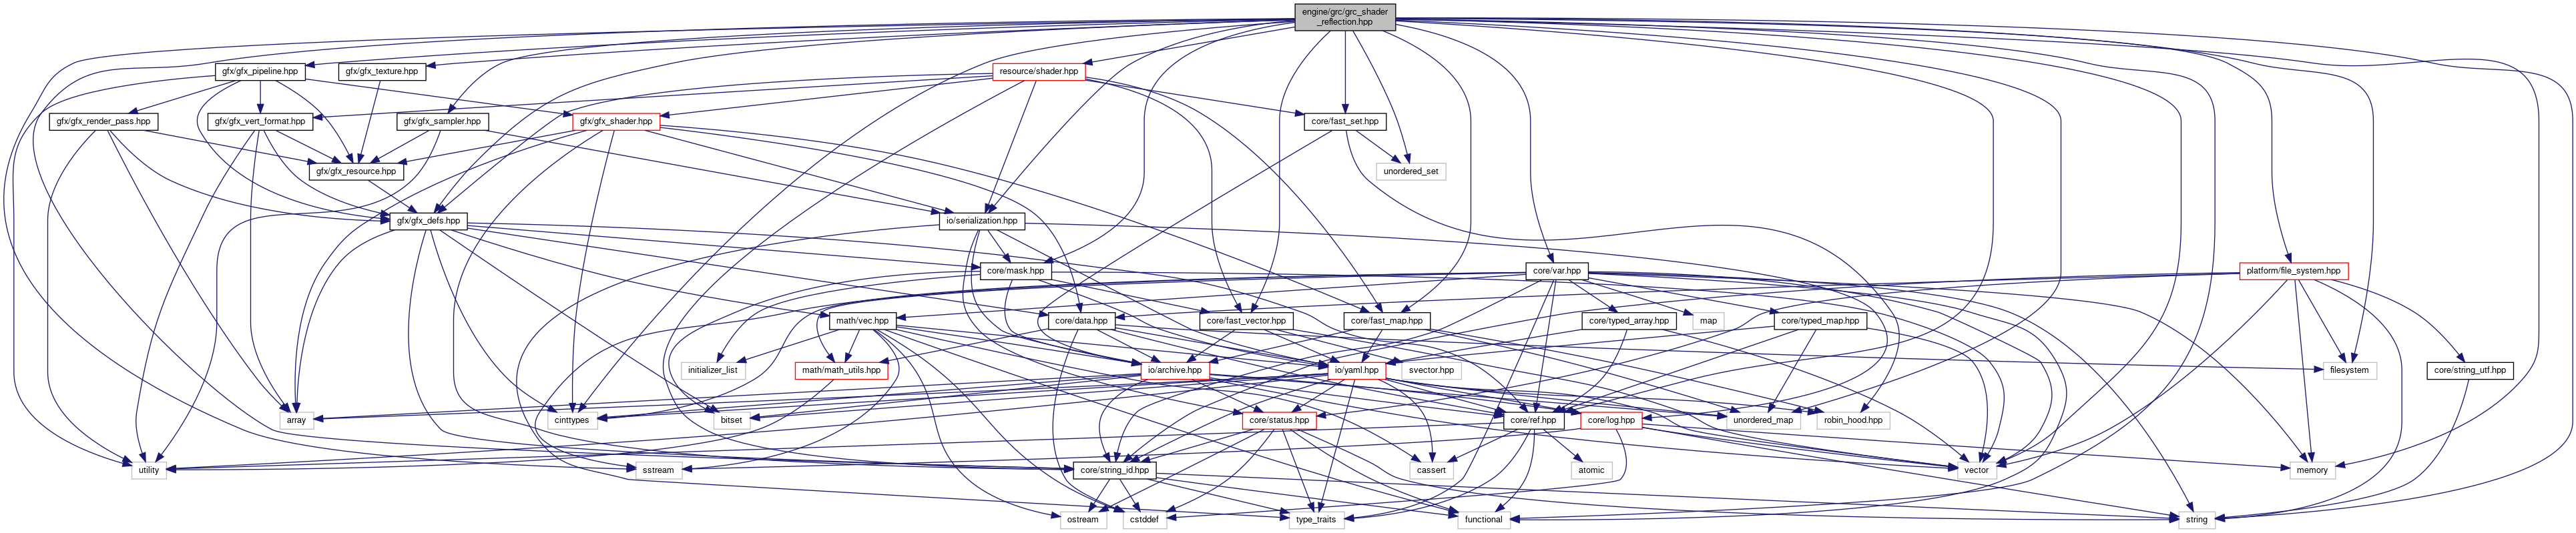 engine/grc/grc_shader
_reflection.hpp
gfx/gfx_pipeline.hpp
gfx/gfx_texture.hpp
resource/shader.hpp
gfx/gfx_render_pass.hpp
gfx/gfx_vert_format.hpp
gfx/gfx_sampler.hpp
gfx/gfx_shader.hpp
core/fast_set.hpp
gfx/gfx_resource.hpp
unordered_set
gfx/gfx_defs.hpp
io/serialization.hpp
core/mask.hpp
core/var.hpp
platform/file_system.hpp
math/vec.hpp
core/data.hpp
core/fast_vector.hpp
core/fast_map.hpp
core/typed_array.hpp
map
core/typed_map.hpp
initializer_list
math/math_utils.hpp
io/archive.hpp
io/yaml.hpp
svector.hpp
filesystem
core/string_utf.hpp
array
cinttypes
bitset
core/status.hpp
core/ref.hpp
core/log.hpp
unordered_map
robin_hood.hpp
utility
sstream
core/string_id.hpp
cassert
atomic
vector
memory
ostream
cstddef
type_traits
functional
string